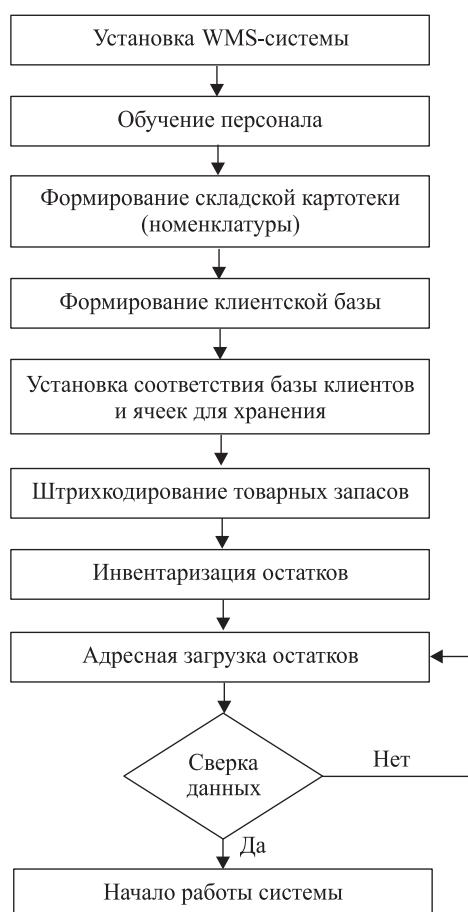 Установка WMS-системы
Обучение персонала
Формирование складской картотеки
(номенклатуры)
Формирование клиентской базы
Установка соответствия базы клиентов
и ячеек для хранения
Штрихкодирование товарных запасов
Инвентаризация остатков
Адресная загрузка остатков
Сверка
данных
Нет
Да
Начало работы системы